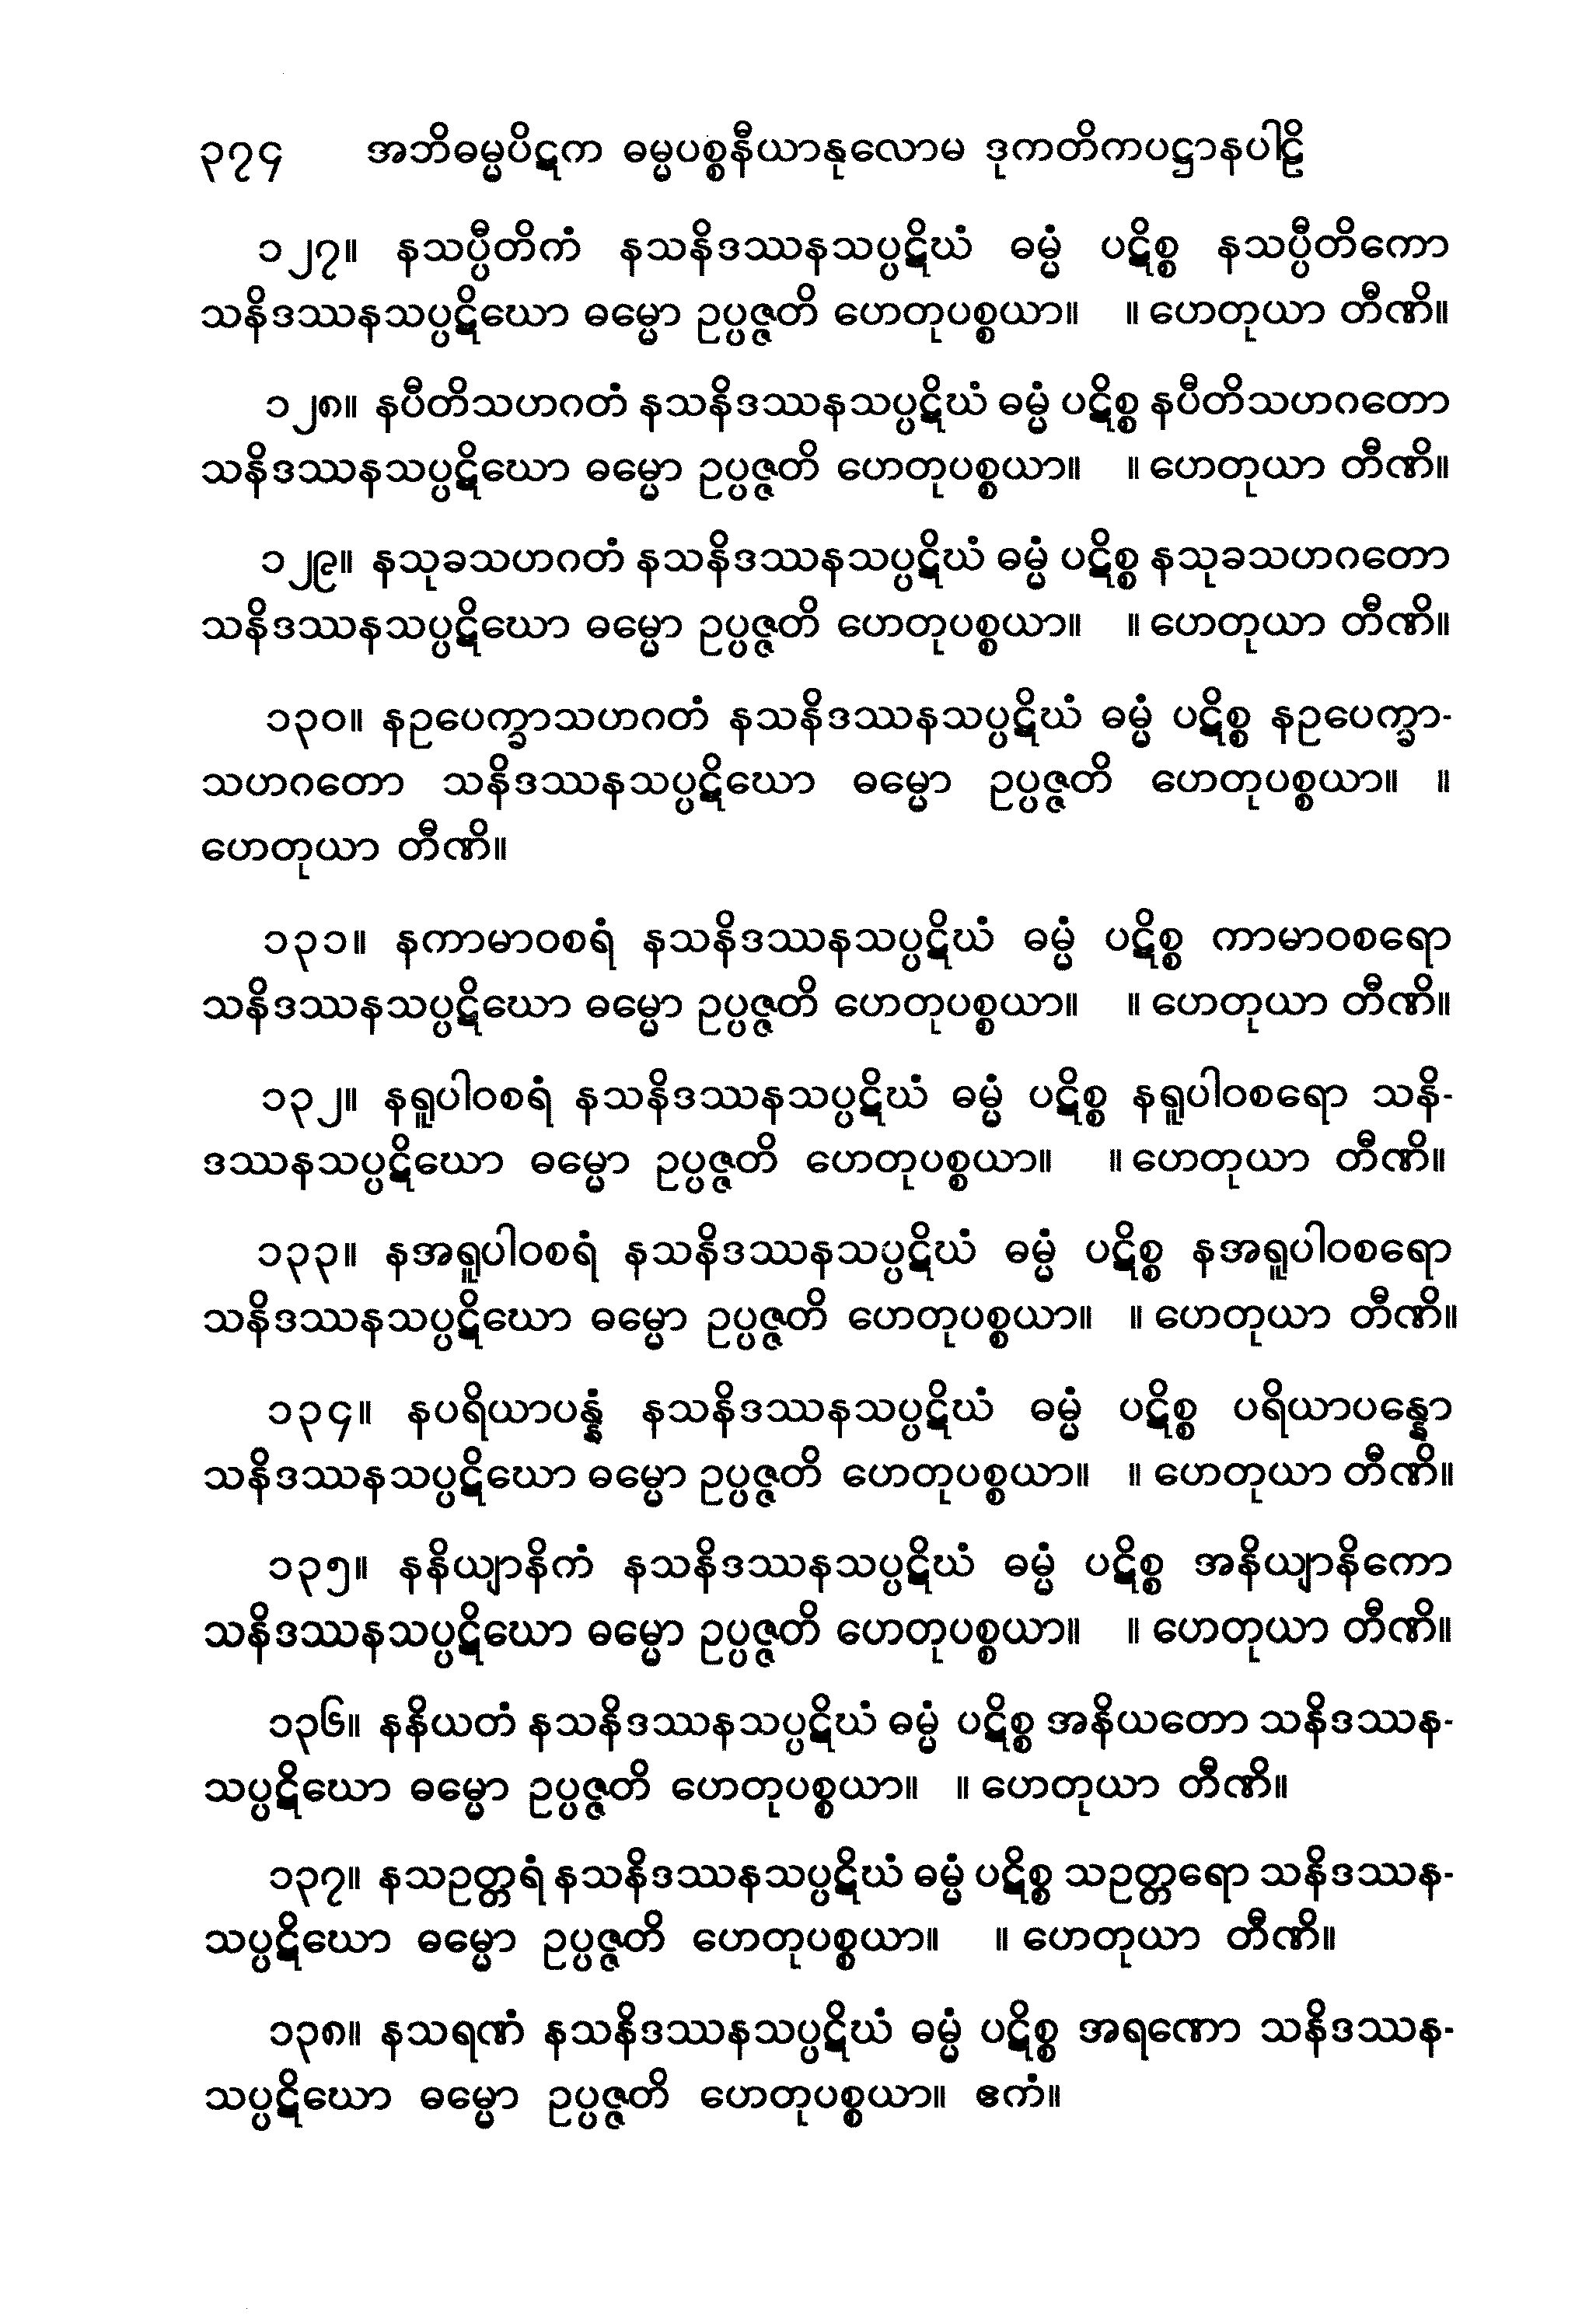 ၃၇၄ အဘိဓမ္မပိဋက ဓမ္မပစ္စနီယာနုလောမ ဒုကတိကပဋ္ဌာနပါဠိ
၁၂၇။ နသပ္ပီတိကံ နသနိဒဿနသပ္ပဋိဃံ ဓမ္မံ ပဋိစ္စ နသပ္ပီတိကော
သနိဒဿနသပ္ပဋိဃော ဓမ္မော ဥပ္ပဇ္ဇတိ ဟေတုပစ္စယာ။ ။ ဟေတုယာ တီဏိ။
၁၂၈။ နပီတိသဟဂတံ နသနိဒဿနသပ္ပဋိဃံ ဓမ္မံ ပဋိစ္စ နပီတိသဟဂတော
သနိဒဿနသပ္ပဋိဃော ဓမ္မော ဥပ္ပဇ္ဇတိ ဟေတုပစ္စယာ။ ။ ဟေတုယာ တီဏိ။
၁၂၉။ နသုခသဟဂတံ နသနိဒဿနသပ္ပဋိဃံ ဓမ္မံ ပဋိစ္စ နသုခသဟဂတော
သနိဒဿနသပ္ပဋိဃော ဓမ္မော ဥပ္ပဇ္ဇတိ ဟေတုပစ္စယာ။ ။ ဟေတုယာ တီဏိ။
၁၃၀။ နဥပေက္ခာသဟဂတံ နသနိဒဿနသပ္ပဋိဃံ ဓမ္မံ ပဋိစ္စ နဥပေက္ခာ-
သဟဂတော သနိဒဿနသပ္ပဋိဃော ဓမ္မော ဥပ္ပဇ္ဇတိ ဟေတုပစ္စယာ။ ။
ဟေတုယာ တီဏိ။
၁၃၁။ နကာမာဝစရံ နသနိဒဿနသပ္ပဋိဃံ ဓမ္မံ ပဋိစ္စ ကာမာဝစရော
သနိဒဿနသပ္ပဋိဃော ဓမ္မော ဥပ္ပဇ္ဇတိ ဟေတုပစ္စယာ။ ။ ဟေတုယာ တီဏိ။
၁၃၂။ နရူပါဝစရံ နသနိဒဿနသပ္ပဋိဃံ ဓမ္မံ ပဋိစ္စ နရူပါဝစရော သနိ-
ဒဿနသပ္ပဋိဃော ဓမ္မော ဥပ္ပဇ္ဇတိ ဟေတုပစ္စယာ။ ။ ဟေတုယာ တီဏိ။
၁၃၃။ နအရူပါဝစရံ နသနိဒဿနသပ္ပဋိဃံ ဓမ္မံ ပဋိစ္စ နအရူပါဝစရော
သနိဒဿနသပ္ပဋိဃော ဓမ္မော ဥပ္ပဇ္ဇတိ ဟေတုပစ္စယာ။ ။ ဟေတုယာ တီဏိ။
၁၃၄။ နပရိယာပန္နံ နသနိဒဿနသပ္ပဋိဃံ ဓမ္မံ ပဋိစ္စ ပရိယာပန္နော
သနိဒဿနသပ္ပဋိဃော ဓမ္မော ဥပ္ပဇ္ဇတိ ဟေတုပစ္စယာ။ ။ ဟေတုယာ တီဏိ။
၁၃၅။ နနိယျာနိကံ နသနိဒဿနသပ္ပဋိဃံ ဓမ္မံ ပဋိစ္စ အနိယျာနိကော
သနိဒဿနသပ္ပဋိဃော ဓမ္မော ဥပ္ပဇ္ဇတိ ဟေတုပစ္စယာ။ ။ ဟေတုယာ တီဏိ။
၁၃၆။ နနိယတံ နသနိဒဿနသပ္ပဋိဃံ ဓမ္မံ ပဋိစ္စ အနိယတော သနိဒဿန-
သပ္ပဋိဃော ဓမ္မော ဥပ္ပဇ္ဇတိ ဟေတုပစ္စယာ။ ။ ဟေတုယာ တီဏိ။
၁၃၇။ နသဥတ္တရံ နသနိဒဿနသပ္ပဋိဃံ ဓမ္မံ ပဋိစ္စ သဥတ္တရော သနိဒဿန-
သပ္ပဋိဃော ဓမ္မော ဥပ္ပဇ္ဇတိ ဟေတုပစ္စယာ။ ။ ဟေတုယာ တီဏိ။
၁၃၈။ နသရဏံ နသနိဒဿနသပ္ပဋိဃံ ဓမ္မံ ပဋိစ္စ အရဏော သနိဒဿန-
သပ္ပဋိဃော ဓမ္မော ဥပ္ပဇ္ဇတိ ဟေတုပစ္စယာ။ ဧကံ။